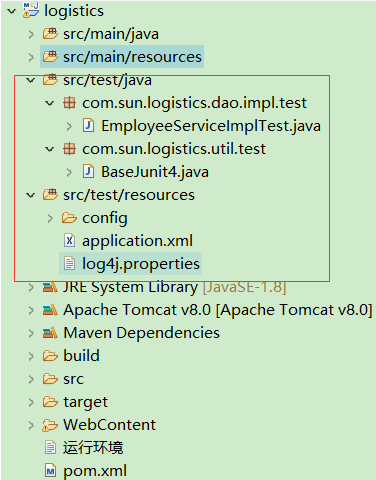 logistics
src/main/java
src/main/resources
src/test/java
com.sun.logistics.dao.impl.test
EmployeeServiceImplTest.java
com.sun.logistics.util.test
BaseJunit4.java
src/test/resources
config
application.xml
log4j.properties
JRE System Library [JavaSE-1.8]
Apache Tomcat v8.0 [Apache Tomcat v8.0]
Maven Dependencies
build
src
target
WebContent
运行环境
pom.xml